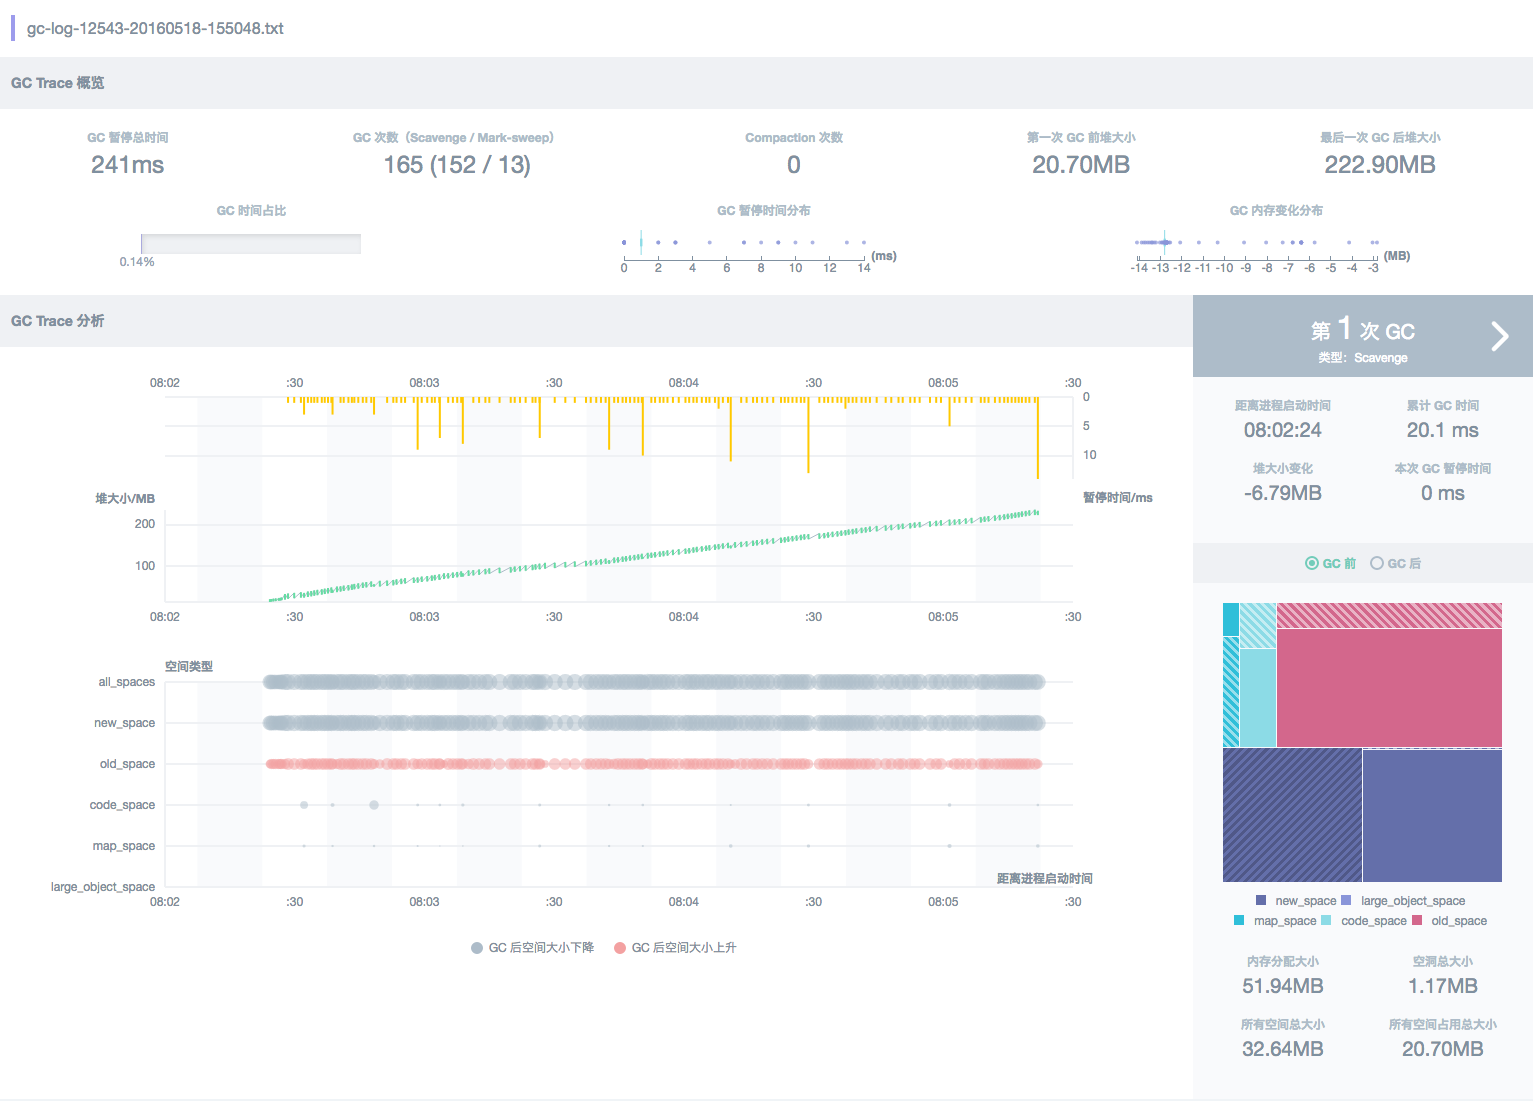 gc-log-12543-20160518-155048.txt
GC Trace 概览
GC 暂停总时间
241ms
GC 次数（Scavenge / Mark-sweep）
165 (152 / 13)
Compaction 次数
0
第一次 GC 前堆大小
20.70MB
最后一次 GC 后堆大小
222.90MB
GC 时间占比
0.14%
GC 暂停时间分布
(ms)
0 2 4 6 8 10 12 14
GC 内存变化分布
(MB)
-14 -13 -12 -11 -10 -9 -8 -7 -6 -5 -4 -3
GC Trace 分析
08:02 :30 08:03 :30 08:04 :30 08:05 :30
0
5
10
堆大小/MB
暂停时间/ms
200
100
08:02 :30 08:03 :30 08:04 :30 08:05 :30
空间类型
all_spaces
new_space
old_space
code_space
map_space
large_object_space
距离进程启动时间
08:02 :30 08:03 :30 08:04 :30 08:05 :30
GC 后空间大小下降 GC 后空间大小上升
第 1 次 GC
类型：Scavenge
距离进程启动时间
08:02:24
累计 GC 时间
20.1 ms
堆大小变化
-6.79MB
本次 GC 暂停时间
0 ms
GC 前 GC 后
new_space large_object_space
map_space code_space old_space
内存分配大小
51.94MB
空洞总大小
1.17MB
所有空间总大小
32.64MB
所有空间占用总大小
20.70MB